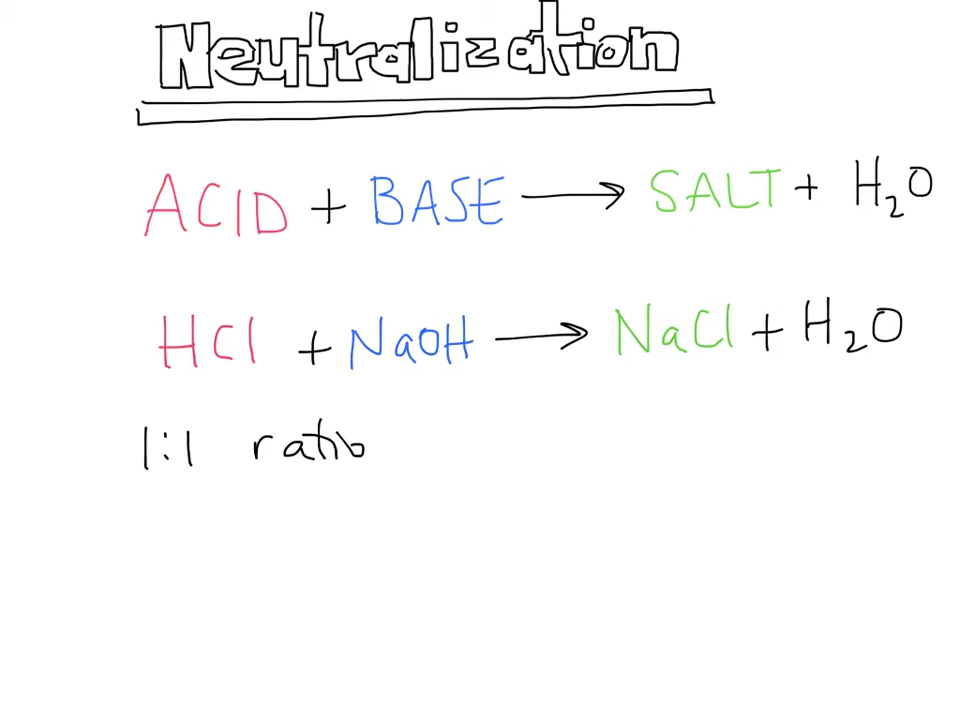 Neutralization
ACID + BASE → SALT + H₂O
HCl + NaOH → NaCl + H₂O
1:1 ratio